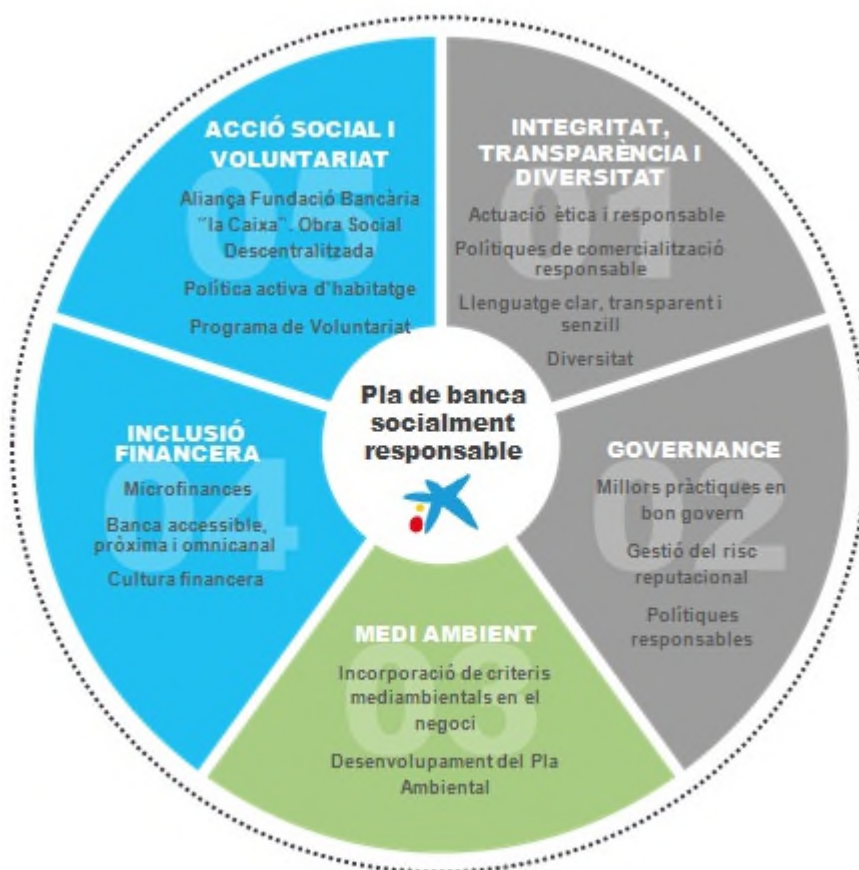 Pla de banca
socialment
responsable
01
INTEGRITAT,
TRANSPARÈNCIA I
DIVERSITAT
Actuació ètica i responsable
Polítiques de comercialització
responsable
Llenguatge clar, transparent i
senzill
Diversitat
02
GOVERNANCE
Millors pràctiques en
bon govern
Gestió del risc
reputacional
Polítiques
responsables
03
MEDI AMBIENT
Incorporació de criteris
mediambientals en el
negoci
Desenvolupament del Pla
Ambiental
04
INCLUSIÓ
FINANCERA
Microfinances
Banca accessible,
pròxima i omnicanal
Cultura financera
05
ACCIÓ SOCIAL I
VOLUNTARIAT
Aliança Fundació Bancària
"la Caixa". Obra Social
Descentralitzada
Política activa d'habitatge
Programa de Voluntariat